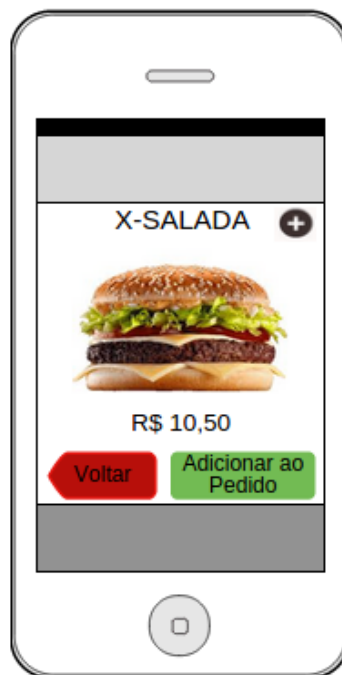 X-SALADA
R$ 10,50
Voltar
Adicionar ao
Pedido